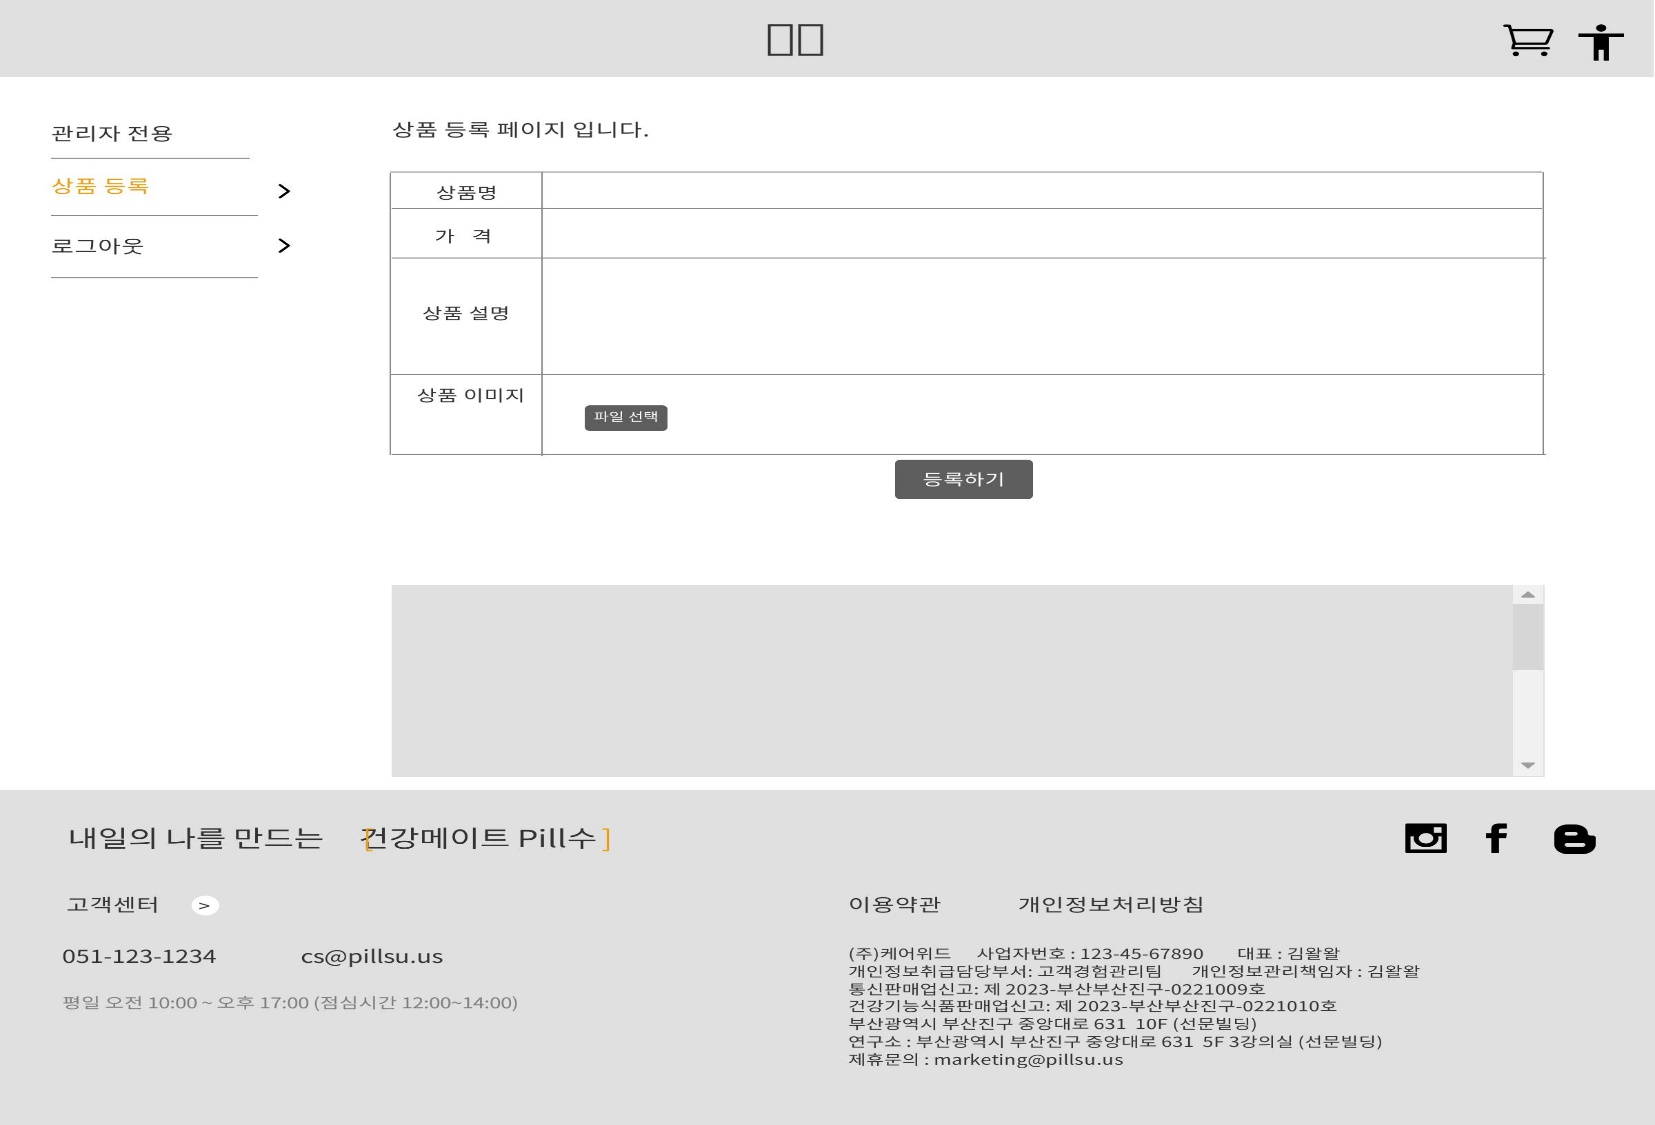 관리자 전용
상품 등록
로그아웃
상품 등록 페이지 입니다.
상품명
가 격
상품 설명
상품 이미지
파일 선택
등록하기
내일의 나를 만드는 [건강메이트 Pill수]
고객센터 >
051-123-1234 cs@pillsu.us
평일 오전 10:00 ~ 오후 17:00 (점심시간 12:00~14:00)
이용약관 개인정보처리방침
(주)케어위드 사업자번호 : 123-45-67890 대표 : 김왈왈
개인정보취급담당부서: 고객경험관리팀 개인정보관리책임자 : 김왈왈
통신판매업신고: 제 2023-부산부산진구-0221009호
건강기능식품판매업신고: 제 2023-부산부산진구-0221010호
부산광역시 부산진구 중앙대로 631 10F (선문빌딩)
연구소 : 부산광역시 부산진구 중앙대로 631 5F 3강의실 (선문빌딩)
제휴문의 : marketing@pillsu.us